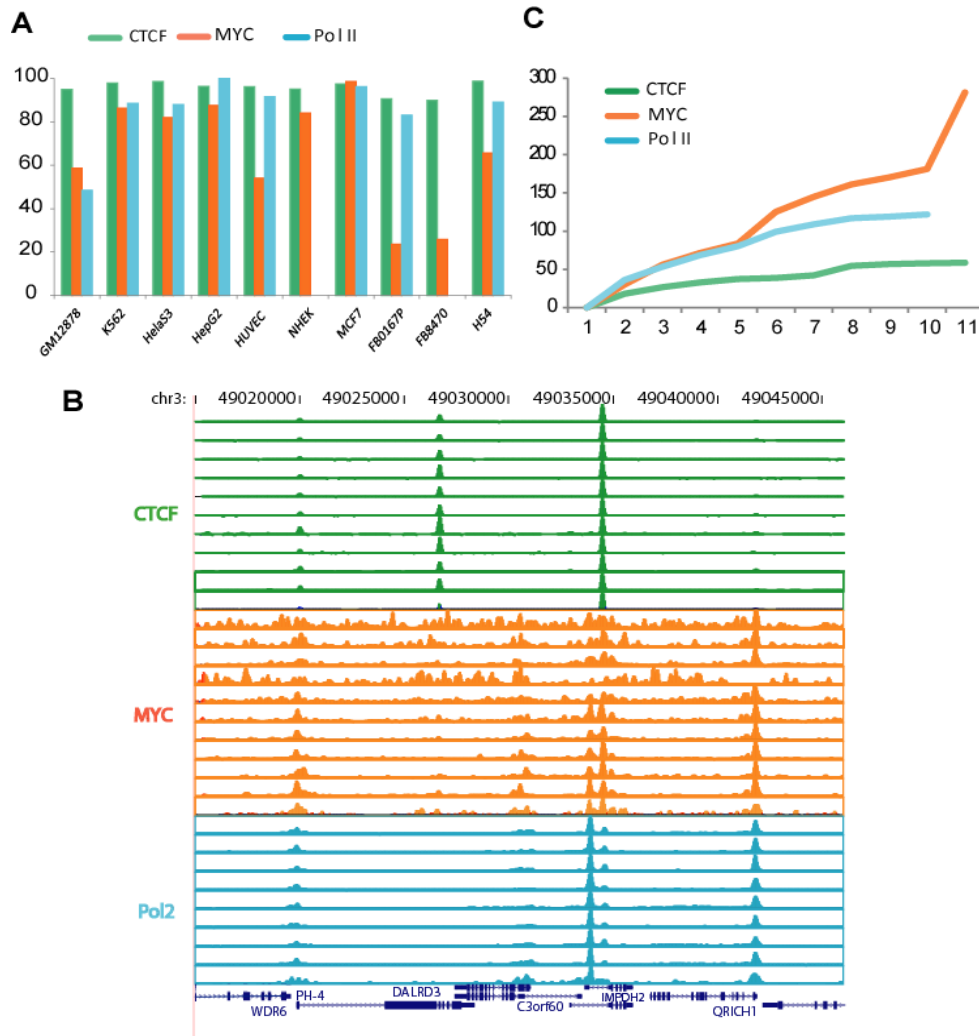 A
CTCF MYC Pol II
100
80
60
40
20
0
GM12878 K562 HelaS3 HepG2 HUVEC NHEK MCF7 FB0167P FB8470 H54
C
300
250
200
150
100
50
0
CTCF
MYC
Pol II
1 2 3 4 5 6 7 8 9 10 11
B
chr3: 49020000 49025000 49030000 49035000 49040000 49045000
CTCF
MYC
Pol2
PH-4 DALRD3 IMPDH2
WDR6 C3orf60 QRICH1